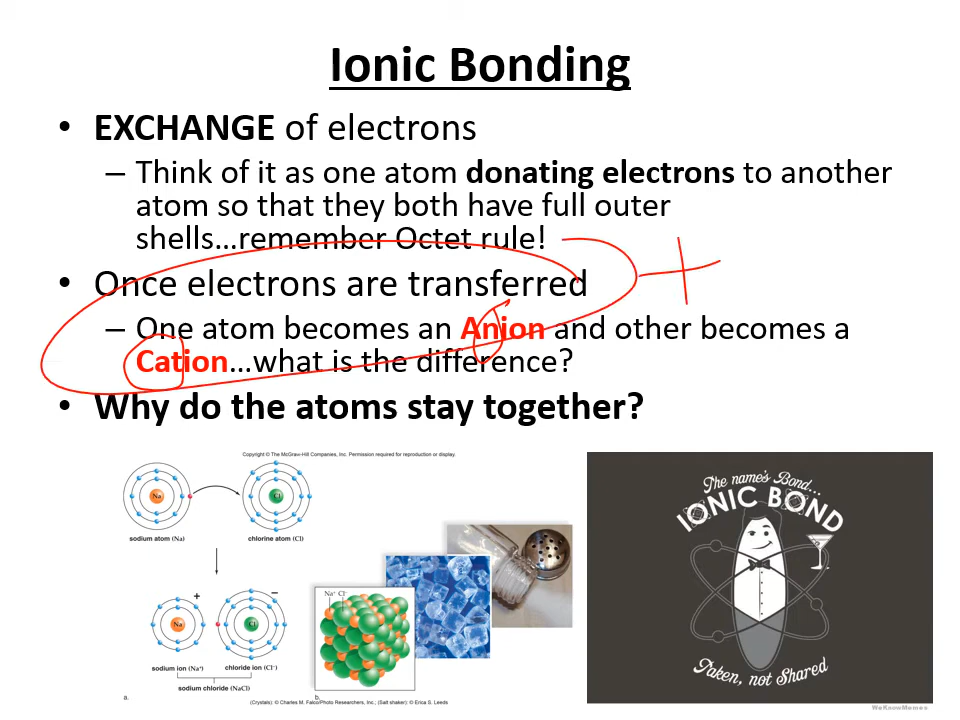 Ionic Bonding
• EXCHANGE of electrons
– Think of it as one atom donating electrons to another
atom so that they both have full outer
shells…remember Octet rule!
• Once electrons are transferred
– One atom becomes an Anion and other becomes a
Cation…what is the difference?
• Why do the atoms stay together?
+
Copyright © The McGraw-Hill Companies, Inc. Permission required for reproduction or display.
Na
Cl
sodium atom (Na)
chlorine atom (Cl)
+
–
Na
Cl
sodium ion (Na⁺)
chloride ion (Cl⁻)
sodium chloride (NaCl)
a.
Na⁺ Cl⁻
b.
(Crystals): © Charles M. Falco/Photo Researchers, Inc.; (Salt shaker): © Erica S. Leeds
The name's Bond...
IONIC BOND
Taken, not Shared
WeKnowMemes